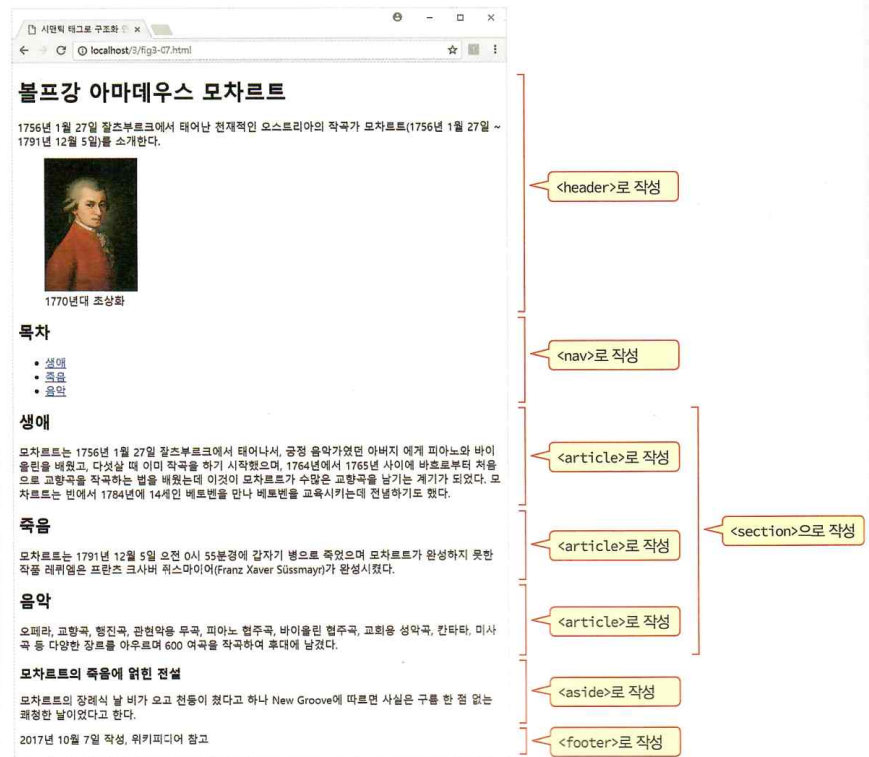 시맨틱 태그로 구조화
localhost/3/fig3-07.html
볼프강 아마데우스 모차르트
1756년 1월 27일 잘츠부르크에서 태어난 천재적인 오스트리아의 작곡가 모차르트(1756년 1월 27일 ~
1791년 12월 5일)를 소개한다.
1770년대 초상화
<header>로 작성
목차
• 생애
• 죽음
• 음악
<nav>로 작성
생애
모차르트는 1756년 1월 27일 잘츠부르크에서 태어나서, 궁정 음악가였던 아버지 에게 피아노와 바이
올린을 배웠고, 다섯살 때 이미 작곡을 하기 시작했으며, 1764년에서 1765년 사이에 바흐로부터 처음
으로 교향곡을 작곡하는 법을 배웠는데 이것이 모차르트가 수많은 교향곡을 남기는 계기가 되었다. 모
차르트는 빈에서 1784년에 14세인 베토벤을 만나 베토벤을 교육시키는데 전념하기도 했다.
<article>로 작성
죽음
모차르트는 1791년 12월 5일 오전 0시 55분경에 갑자기 병으로 죽었으며 모차르트가 완성하지 못한
작품 레퀴엠은 프란츠 크사버 쥐스마이어(Franz Xaver Süssmayr)가 완성시켰다.
<article>로 작성
<section>으로 작성
음악
오페라, 교향곡, 행진곡, 관현악용 무곡, 피아노 협주곡, 바이올린 협주곡, 교회용 성악곡, 칸타타, 미사
곡 등 다양한 장르를 아우르며 600 여곡을 작곡하여 후대에 남겼다.
<article>로 작성
모차르트의 죽음에 얽힌 전설
모차르트의 장례식 날 비가 오고 천둥이 쳤다고 하나 New Groove에 따르면 사실은 구름 한 점 없는
쾌청한 날이었다고 한다.
<aside>로 작성
2017년 10월 7일 작성, 위키피디어 참고
<footer>로 작성